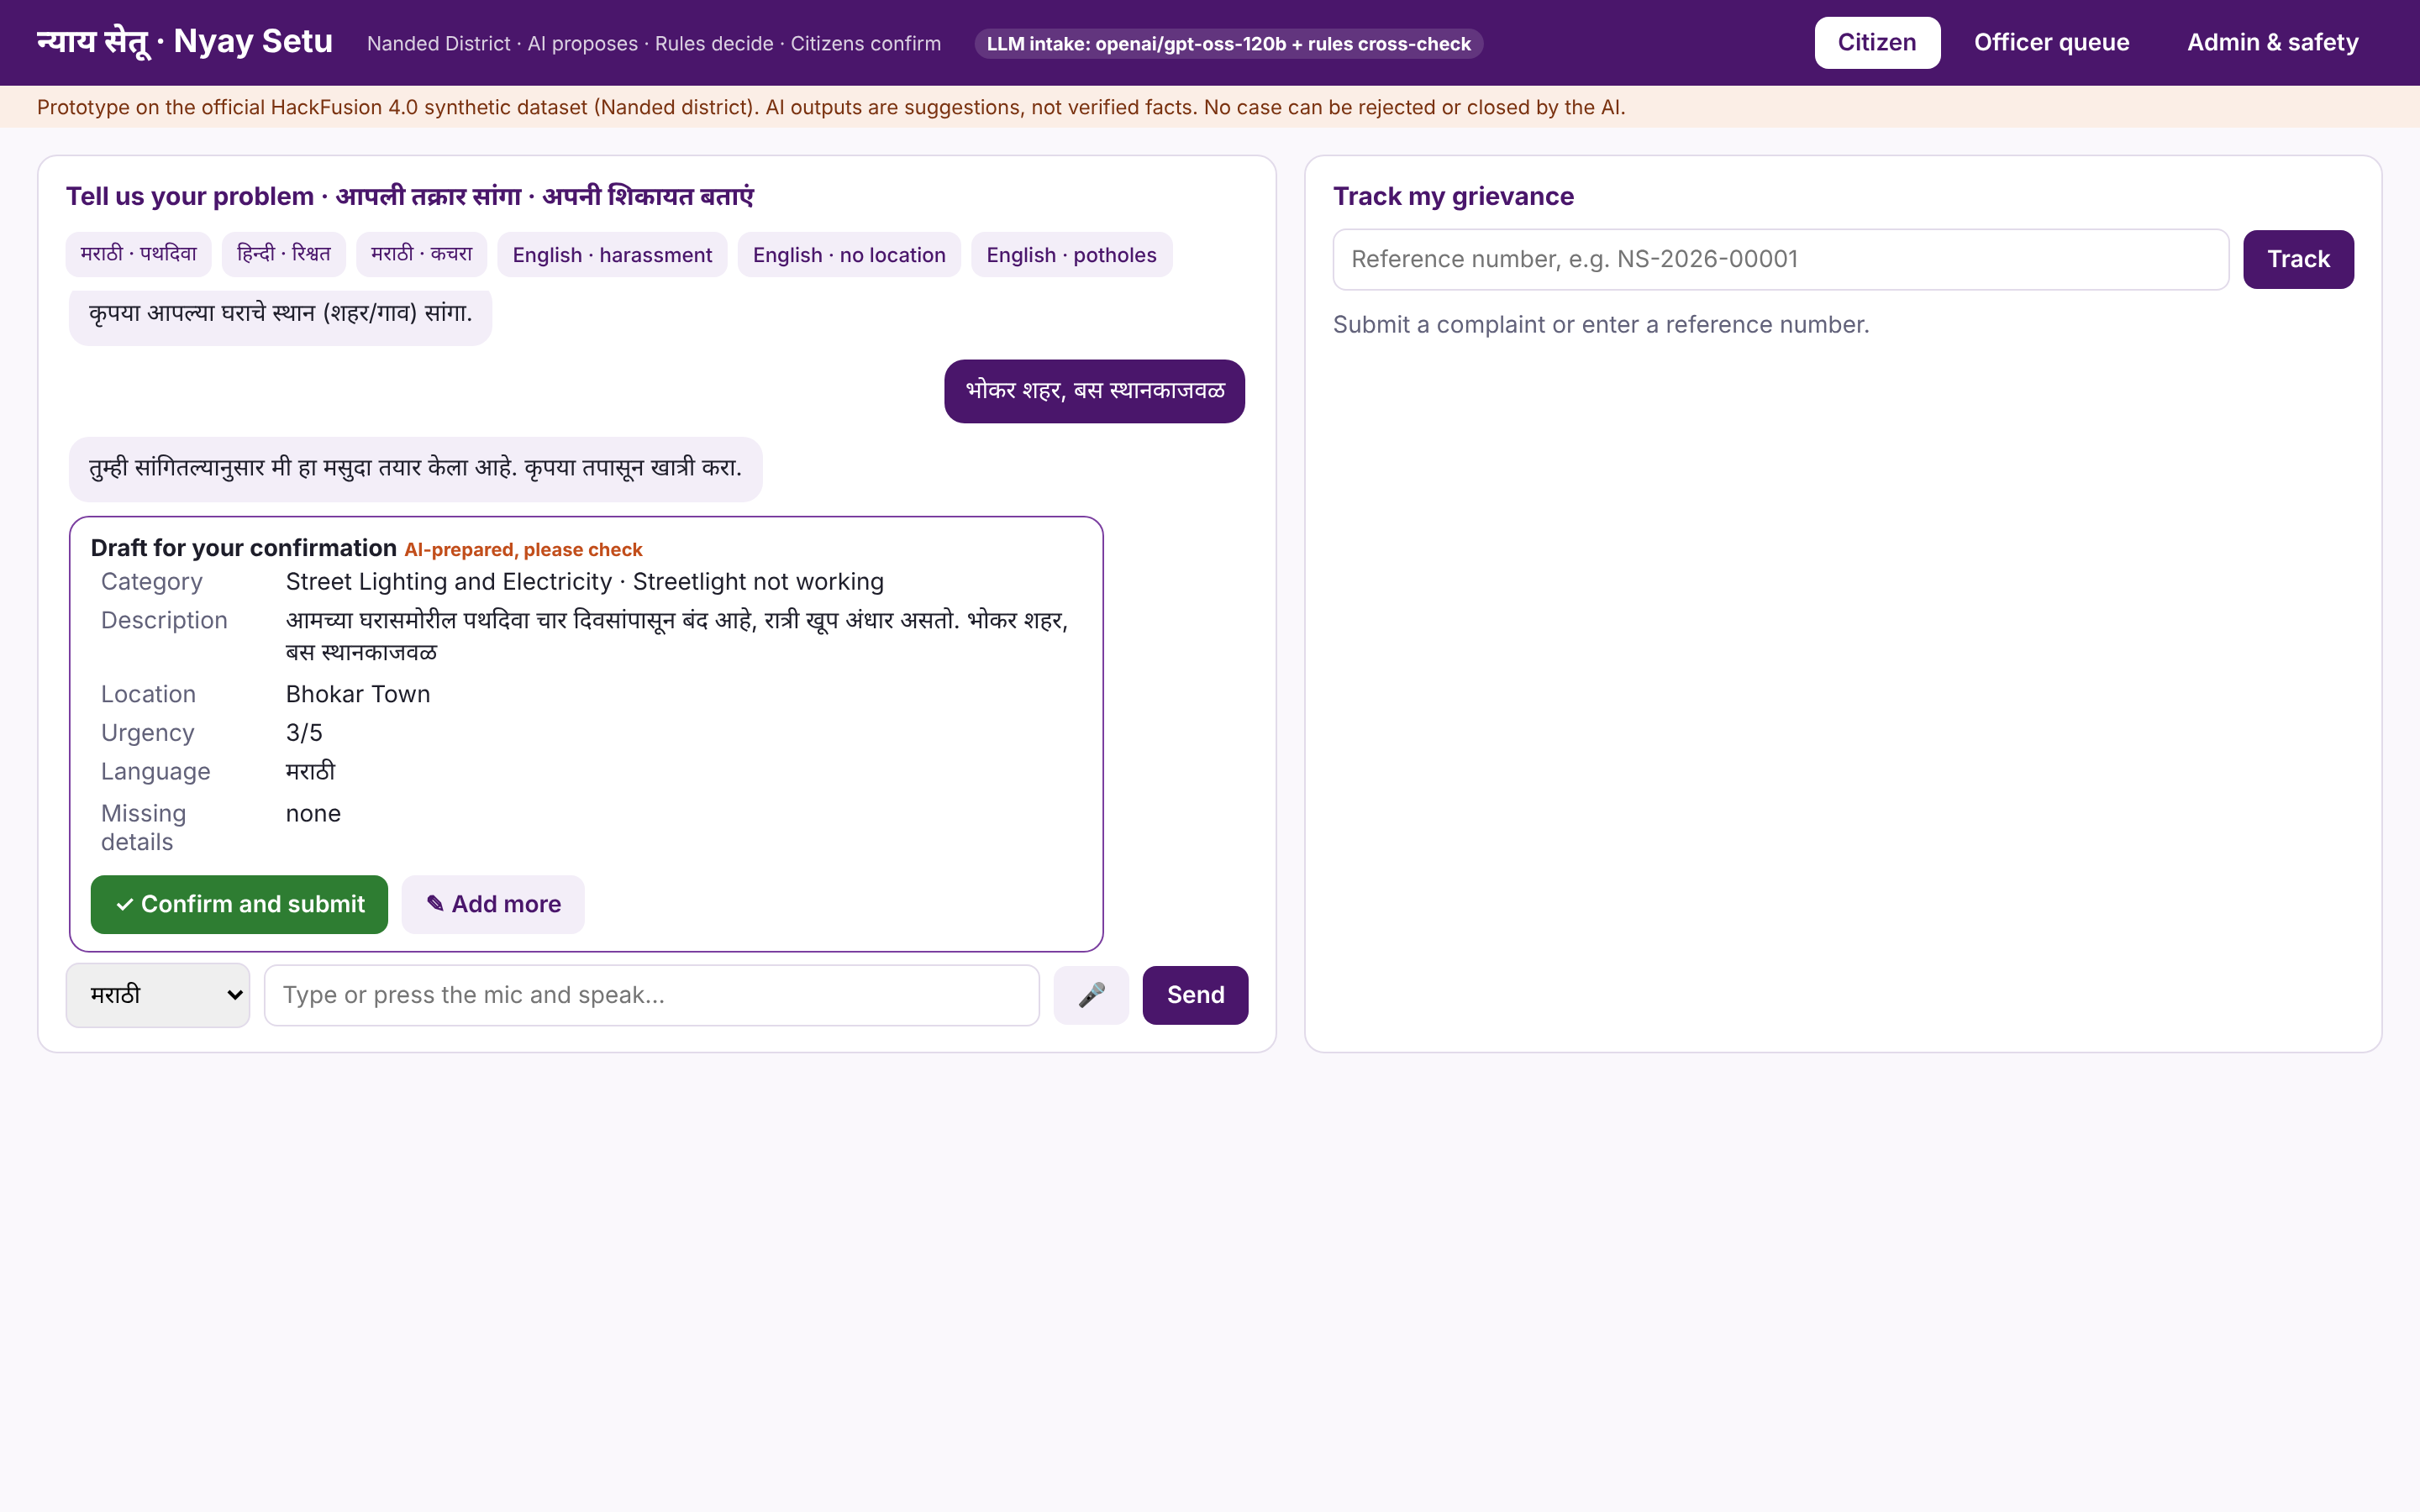 न्याय सेतू · Nyay Setu
Nanded District · AI proposes · Rules decide · Citizens confirm
LLM intake: openai/gpt-oss-120b + rules cross-check
Citizen
Officer queue
Admin & safety
Prototype on the official HackFusion 4.0 synthetic dataset (Nanded district). AI outputs are suggestions, not verified facts. No case can be rejected or closed by the AI.
Tell us your problem · आपली तक्रार सांगा · अपनी शिकायत बताएं
मराठी · पथदिवा
हिन्दी · रिश्वत
मराठी · कचरा
English · harassment
English · no location
English · potholes
कृपया आपल्या घराचे स्थान (शहर/गाव) सांगा.
भोकर शहर, बस स्थानकाजवळ
तुम्ही सांगितल्यानुसार मी हा मसुदा तयार केला आहे. कृपया तपासून खात्री करा.
Draft for your confirmation AI-prepared, please check
Category Street Lighting and Electricity · Streetlight not working
Description आमच्या घरासमोरील पथदिवा चार दिवसांपासून बंद आहे, रात्री खूप अंधार असतो. भोकर शहर,
बस स्थानकाजवळ
Location Bhokar Town
Urgency 3/5
Language मराठी
Missing none
details
✓ Confirm and submit
✎ Add more
मराठी
Type or press the mic and speak...
Send
Track my grievance
Reference number, e.g. NS-2026-00001
Track
Submit a complaint or enter a reference number.